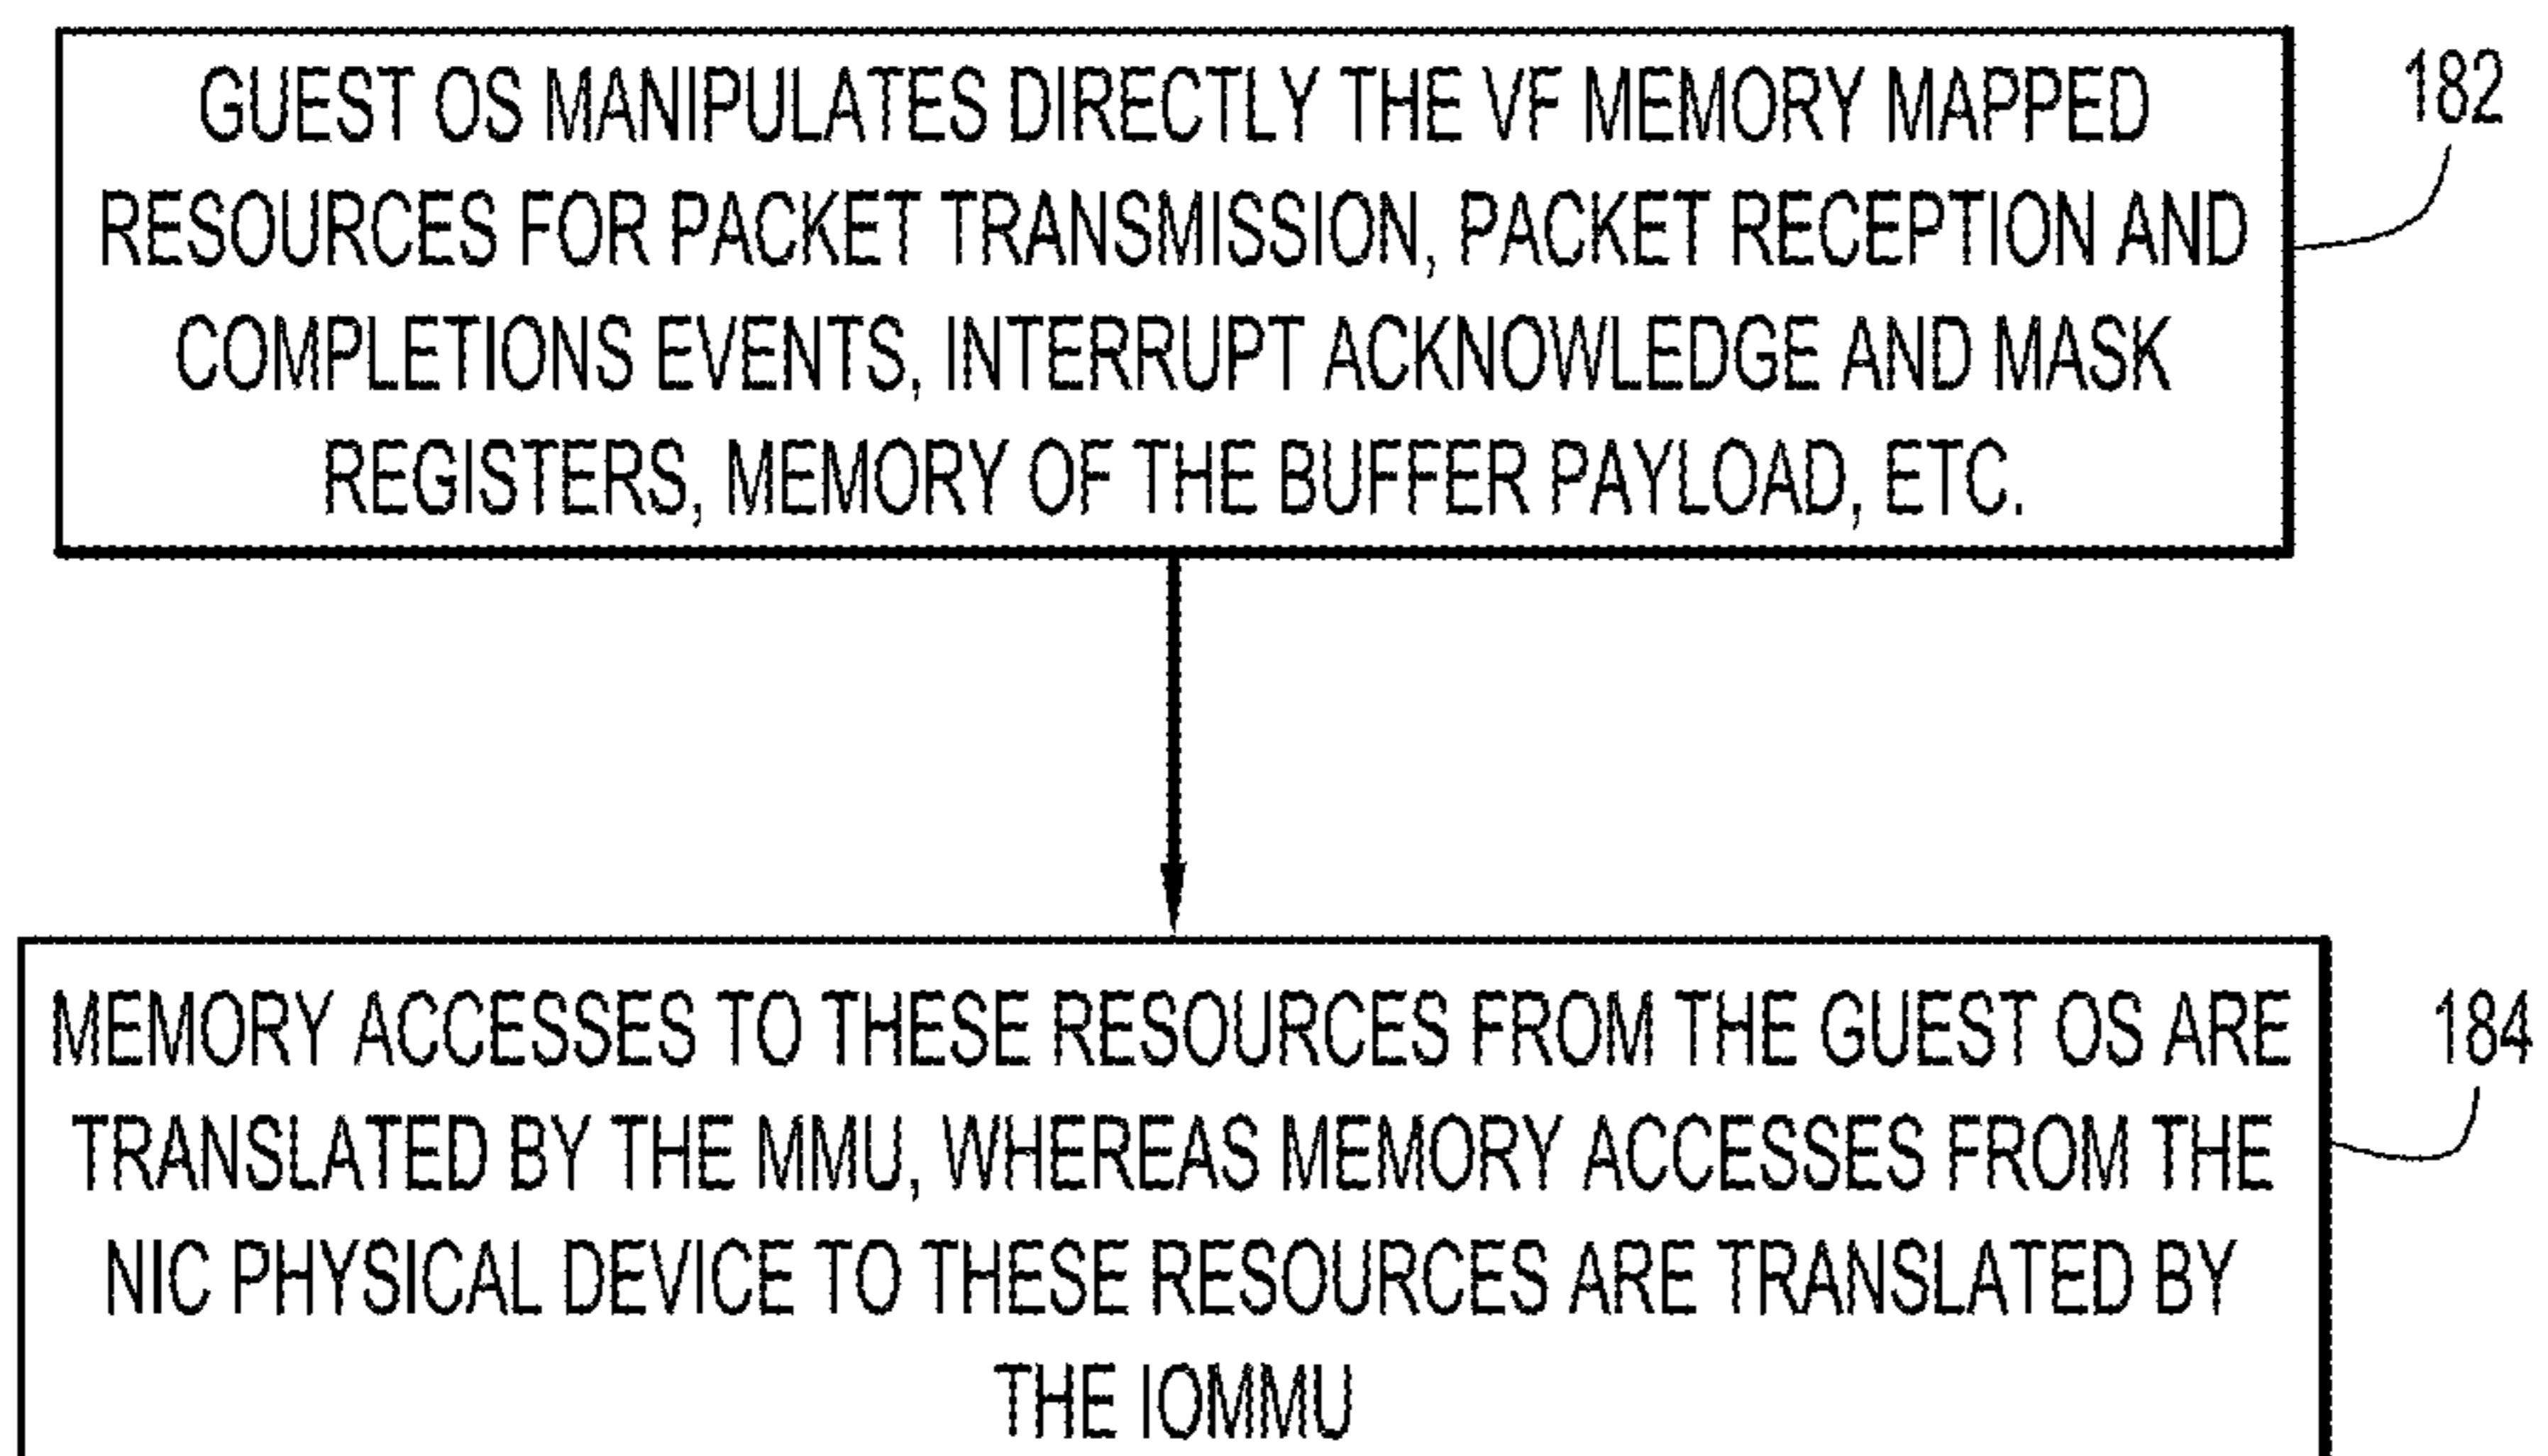 GUEST OS MANIPULATES DIRECTLY THE VF MEMORY MAPPED
RESOURCES FOR PACKET TRANSMISSION, PACKET RECEPTION AND
COMPLETIONS EVENTS, INTERRUPT ACKNOWLEDGE AND MASK
REGISTERS, MEMORY OF THE BUFFER PAYLOAD, ETC.
182
MEMORY ACCESSES TO THESE RESOURCES FROM THE GUEST OS ARE
TRANSLATED BY THE MMU, WHEREAS MEMORY ACCESSES FROM THE
NIC PHYSICAL DEVICE TO THESE RESOURCES ARE TRANSLATED BY
THE IOMMU
184